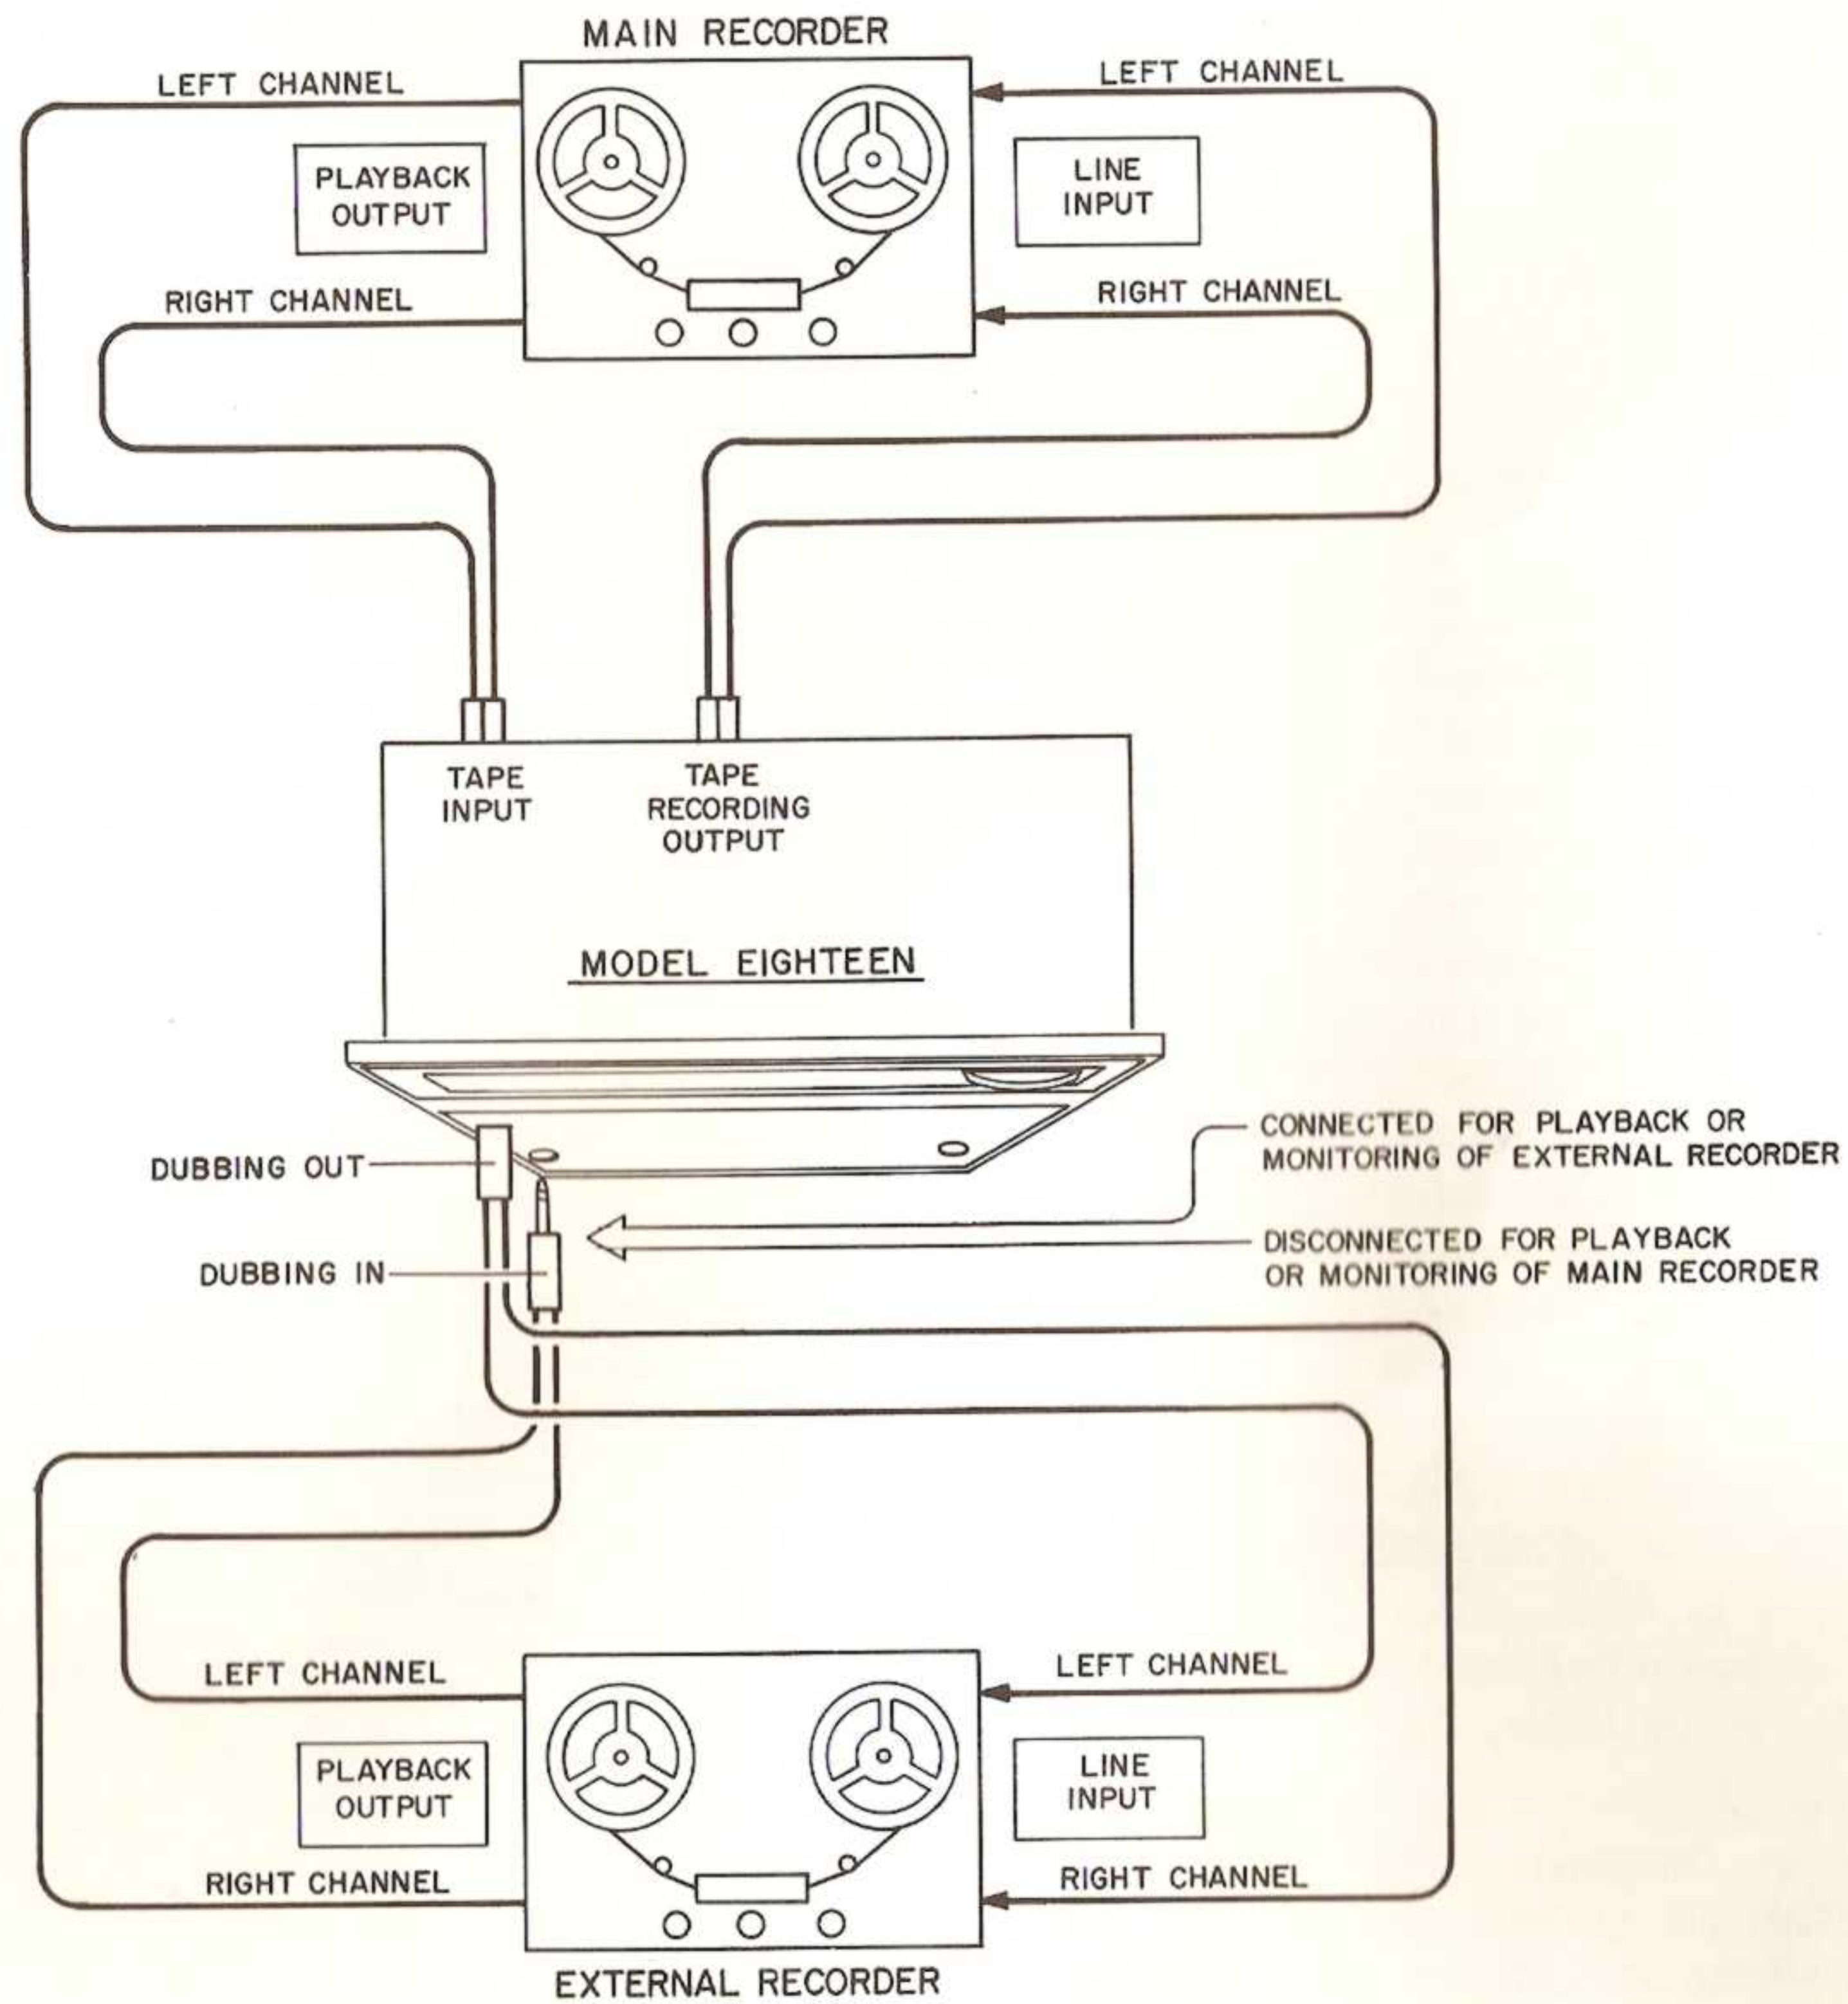 MAIN RECORDER
LEFT CHANNEL
LEFT CHANNEL
PLAYBACK
OUTPUT
LINE
INPUT
RIGHT CHANNEL
RIGHT CHANNEL
TAPE
INPUT
TAPE
RECORDING
OUTPUT
MODEL EIGHTEEN
DUBBING OUT
CONNECTED FOR PLAYBACK OR
MONITORING OF EXTERNAL RECORDER
DUBBING IN
DISCONNECTED FOR PLAYBACK
OR MONITORING OF MAIN RECORDER
LEFT CHANNEL
LEFT CHANNEL
PLAYBACK
OUTPUT
LINE
INPUT
RIGHT CHANNEL
RIGHT CHANNEL
EXTERNAL RECORDER